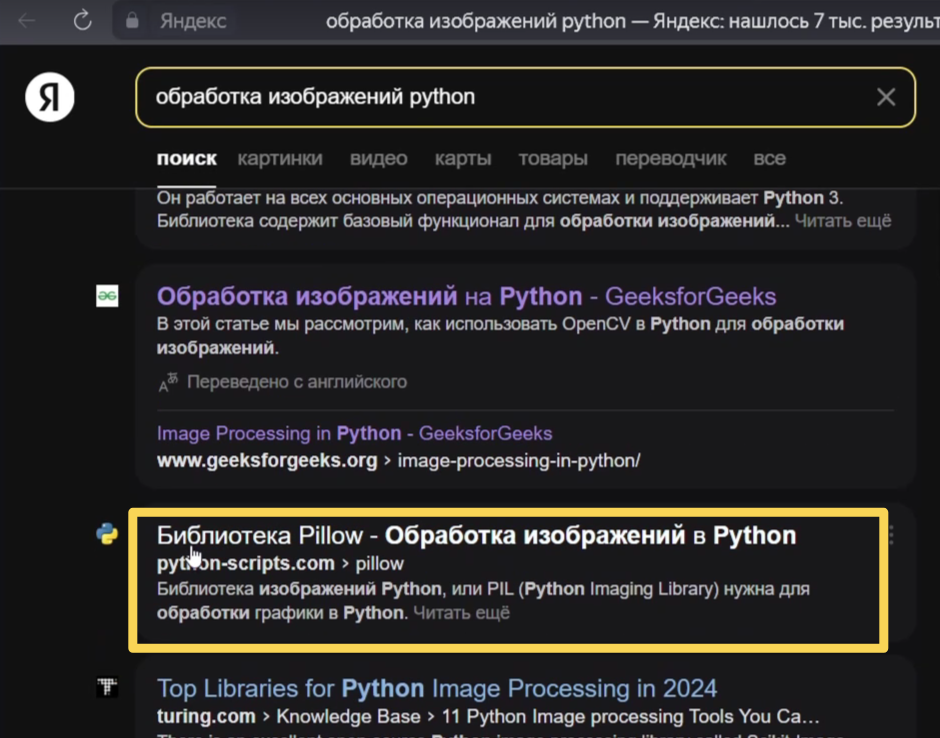 Яндекс
обработка изображений python — Яндекс: нашлось 7 тыс. резуль
Я
обработка изображений python
поиск картинки видео карты товары переводчик все
Он работает на всех основных операционных системах и поддерживает Python 3.
Библиотека содержит базовый функционал для обработки изображений... Читать ещё
Обработка изображений на Python - GeeksforGeeks
В этой статье мы рассмотрим, как использовать OpenCV в Python для обработки
изображений.
Переведено с английского
Image Processing in Python - GeeksforGeeks
www.geeksforgeeks.org › image-processing-in-python/
Библиотека Pillow - Обработка изображений в Python
python-scripts.com › pillow
Библиотека изображений Python, или PIL (Python Imaging Library) нужна для
обработки графики в Python. Читать ещё
Top Libraries for Python Image Processing in 2024
turing.com › Knowledge Base › 11 Python Image processing Tools You Ca...